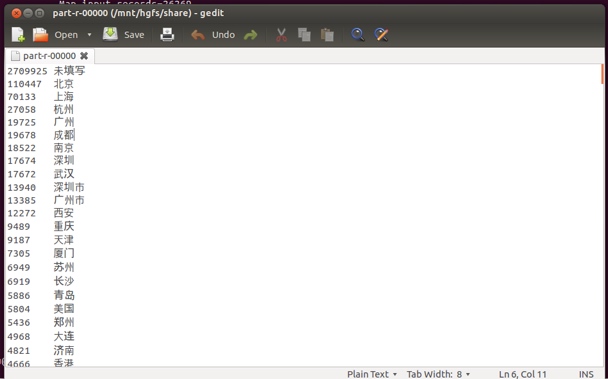 part-r-00000 (/mnt/hgfs/share) - gedit
Open Save Undo
part-r-00000
2709925 未填写
110447 北京
70133 上海
27058 杭州
19725 广州
19678 成都
18522 南京
17674 深圳
17672 武汉
13940 深圳市
13385 广州市
12272 西安
9489 重庆
9187 天津
7305 厦门
6949 苏州
6919 长沙
5886 青岛
5804 美国
5436 郑州
4968 大连
4821 济南
4666 香港
Plain Text Tab Width: 8 Ln 6, Col 11 INS